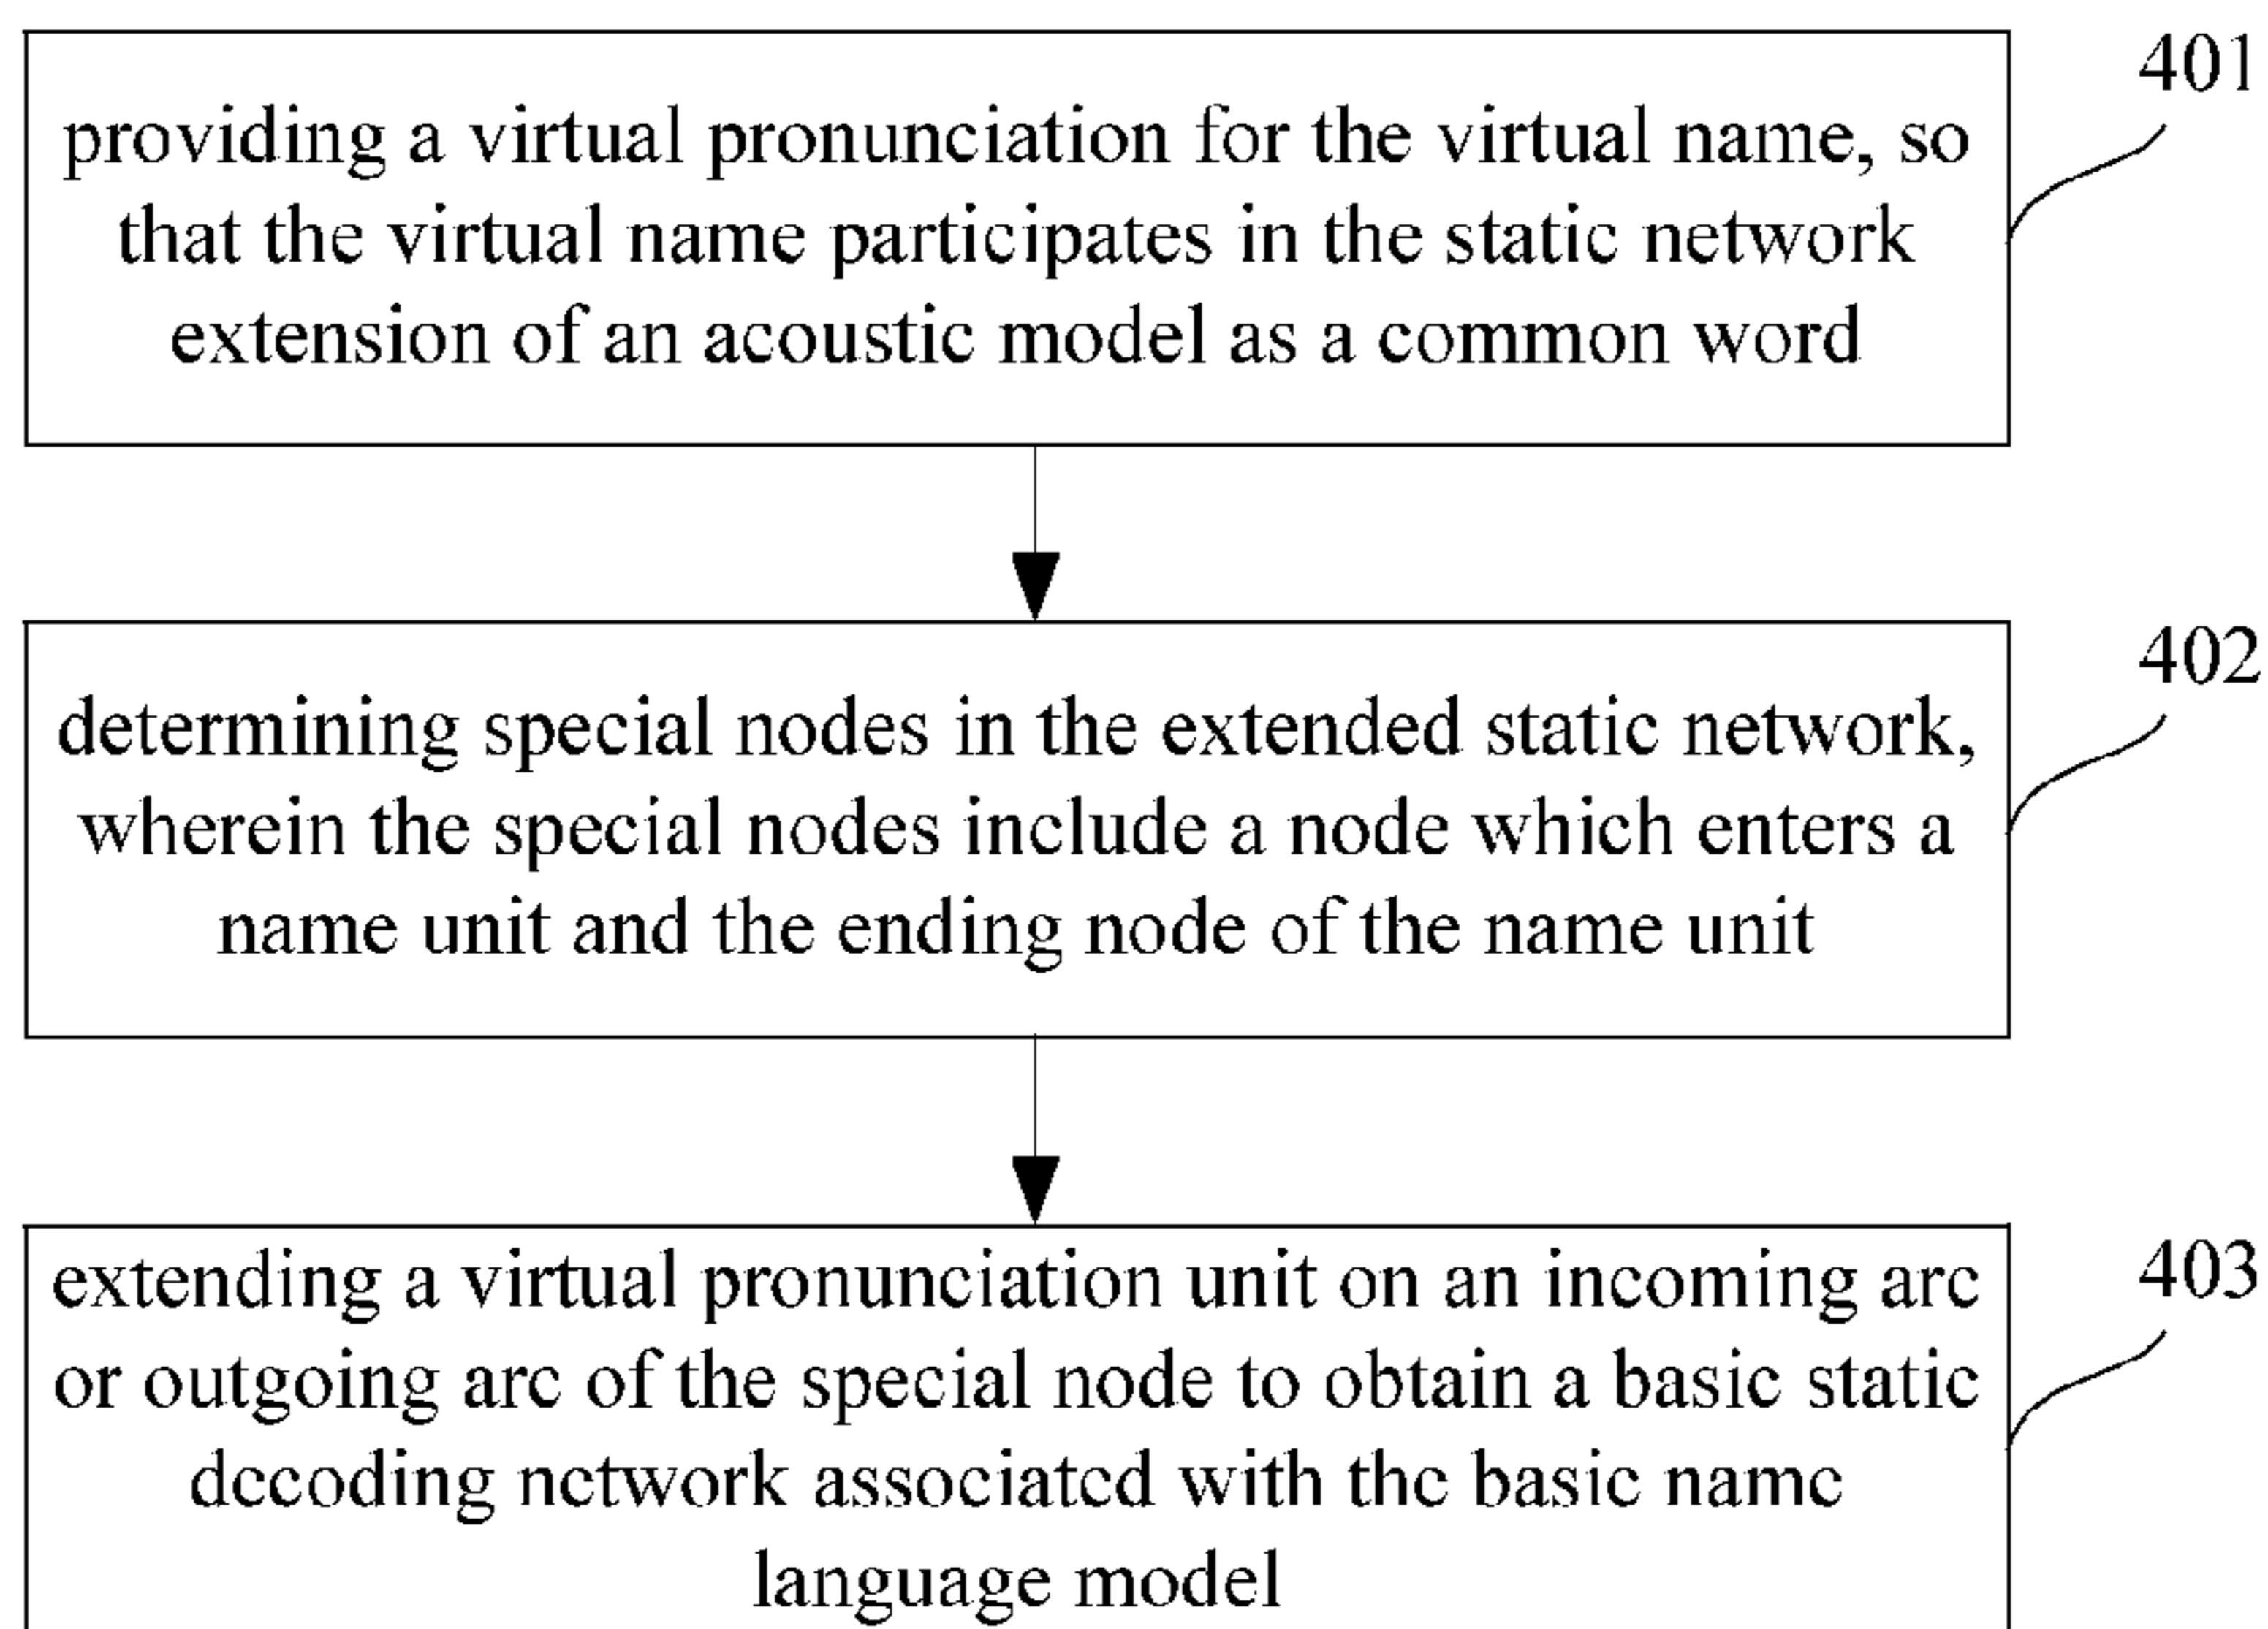 401
providing a virtual pronunciation for the virtual name, so
that the virtual name participates in the static network
extension of an acoustic model as a common word
402
determining special nodes in the extended static network,
wherein the special nodes include a node which enters a
name unit and the ending node of the name unit
403
extending a virtual pronunciation unit on an incoming arc
or outgoing arc of the special node to obtain a basic static
decoding network associated with the basic name
language model